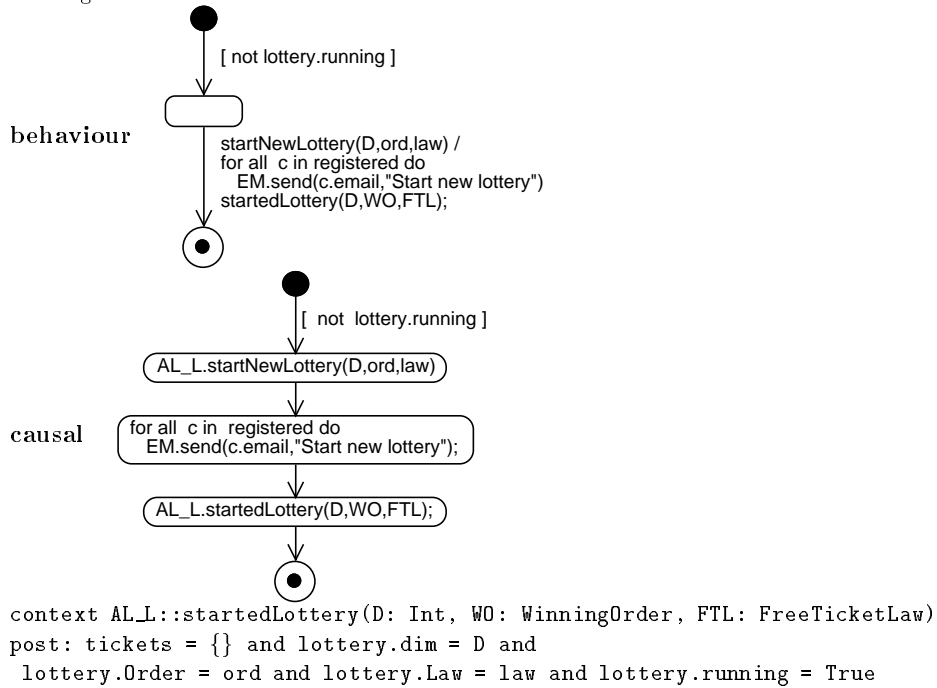 [ not lottery.running ]
behaviour
startNewLottery(D,ord,law) /
for all c in registered do
EM.send(c.email,"Start new lottery")
startedLottery(D,WO,FTL);
[ not lottery.running ]
AL_L.startNewLottery(D,ord,law)
causal
for all c in registered do
EM.send(c.email,"Start new lottery");
AL_L.startedLottery(D,WO,FTL);
context AL_L::startedLottery(D: Int, WO: WinningOrder, FTL: FreeTicketLaw)
post: tickets = {} and lottery.dim = D and
lottery.Order = ord and lottery.Law = law and lottery.running = True